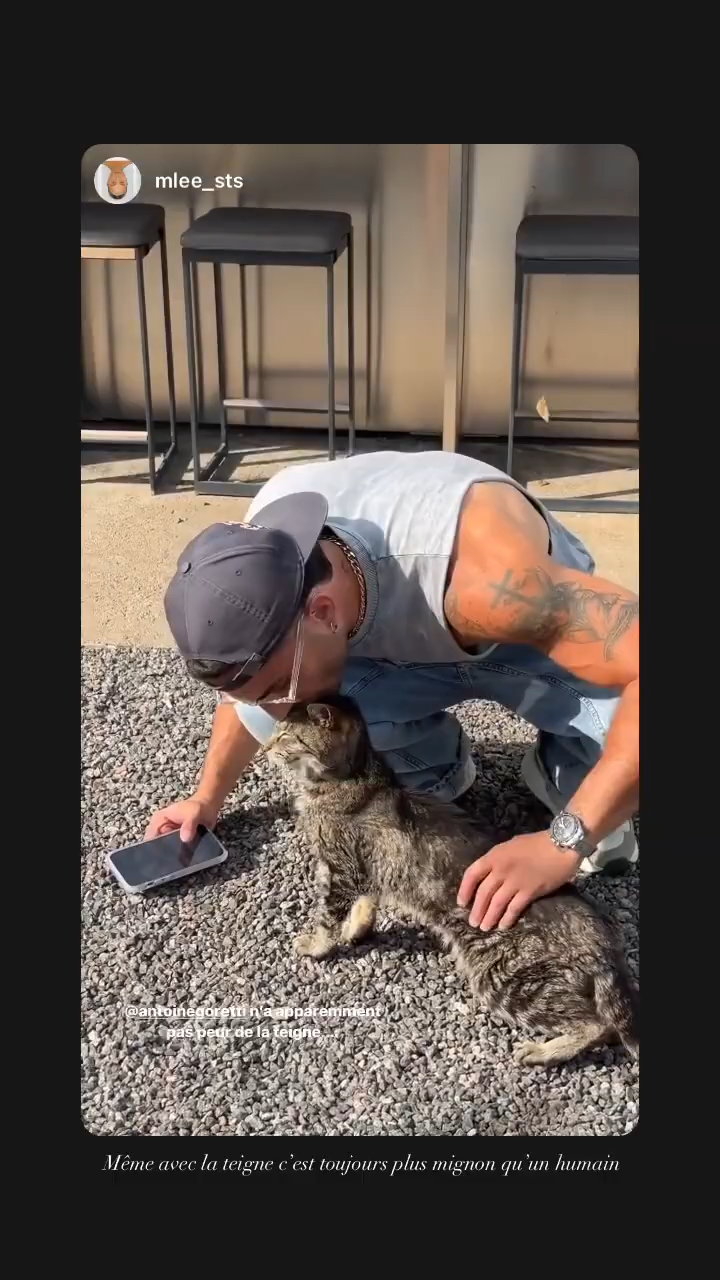 mlee_sts
@antoinegoretti n'a apparemment
pas peur de la teigne...
Même avec la teigne c'est toujours plus mignon qu'un humain